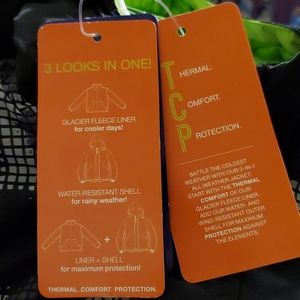 3 LOOKS IN ONE!
GLACIER FLEECE LINER
for cooler days!
WATER-RESISTANT SHELL
for rainy weather!
+
LINER + SHELL
for maximum protection!
THERMAL. COMFORT. PROTECTION.
THERMAL.
COMFORT.
PROTECTION.
BATTLE THE COLDEST
WEATHER WITH OUR 3-IN-1
ALL-WEATHER JACKET.
START WITH THE THERMAL
COMFORT OF OUR
GLACIER FLEECE LINER,
ADD OUR WATER- AND
WIND-RESISTANT OUTER
SHELL FOR MAXIMUM
PROTECTION AGAINST
THE ELEMENTS.